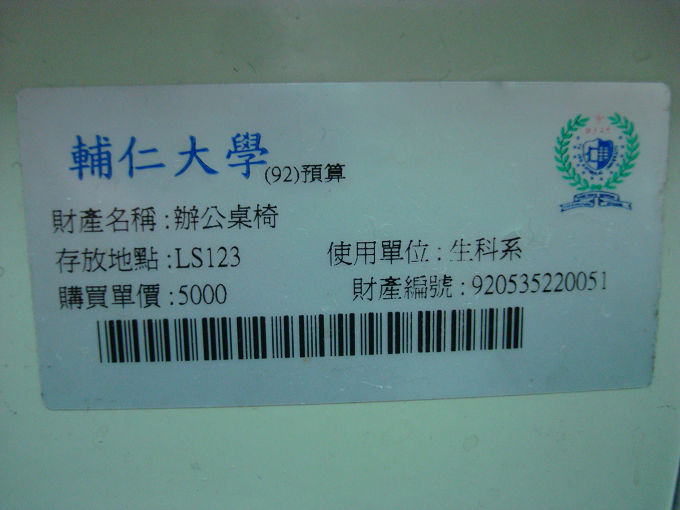 輔仁大學 (92)預算
財產名稱:辦公桌椅
存放地點:LS123 使用單位:生科系
購買單價:5000 財產編號:920535220051